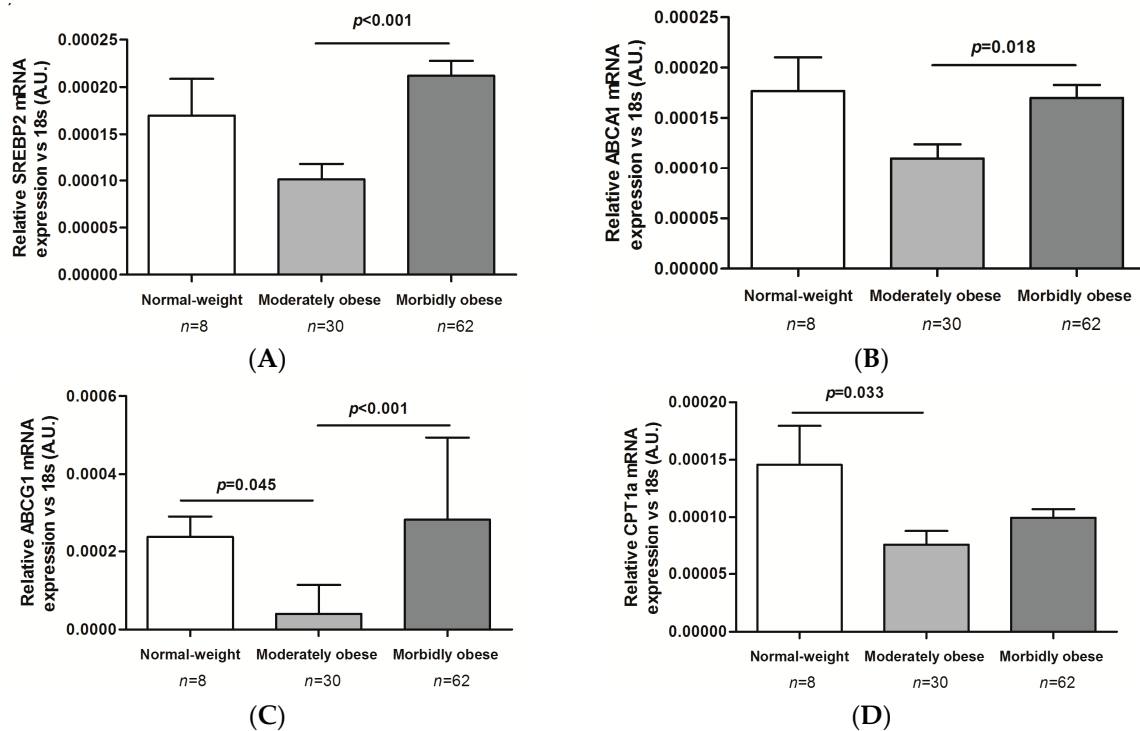 p<0.001
0.00025
0.00020
0.00015
0.00010
0.00005
0.00000
Relative SREBP2 mRNA
expression vs 18s (A.U.)
Normal-weight Moderately obese Morbidly obese
n=8 n=30 n=62
(A)
p=0.018
0.00025
0.00020
0.00015
0.00010
0.00005
0.00000
Relative ABCA1 mRNA
expression vs 18s (A.U.)
Normal-weight Moderately obese Morbidly obese
n=8 n=30 n=62
(B)
p<0.001
p=0.045
0.0006
0.0004
0.0002
0.0000
Relative ABCG1 mRNA
expression vs 18s (A.U.)
Normal-weight Moderately obese Morbidly obese
n=8 n=30 n=62
(C)
p=0.033
0.00020
0.00015
0.00010
0.00005
0.00000
Relative CPT1a mRNA
expression vs 18s (A.U.)
Normal-weight Moderately obese Morbidly obese
n=8 n=30 n=62
(D)